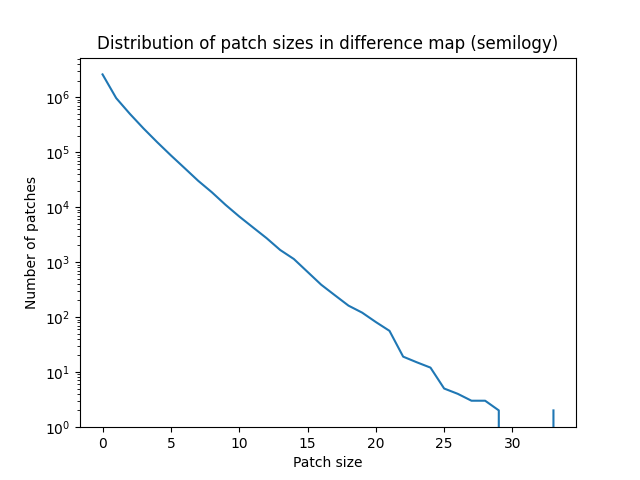 Distribution of patch sizes in difference map (semilogy)
Number of patches
10^6
10^5
10^4
10^3
10^2
10^1
10^0
0 5 10 15 20 25 30
Patch size